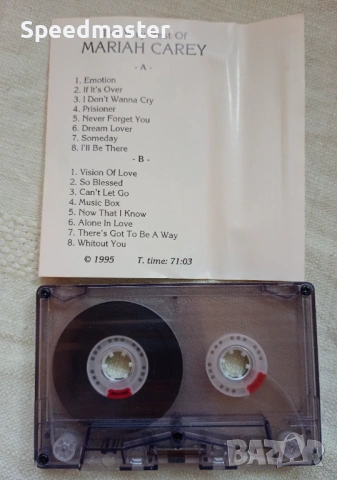 Speedmaster
Of
MARIAH CAREY
- A -
1. Emotion
2. If It's Over
3. I Don't Wanna Cry
4. Prisioner
5. Never Forget You
6. Dream Lover
7. Someday
8. I'll Be There
- B -
1. Vision Of Love
2. So Blessed
3. Can't Let Go
4. Music Box
5. Now That I Know
6. Alone In Love
7. There's Got To Be A Way
8. Whitout You
© 1995 T. time: 71:03
BAZAR